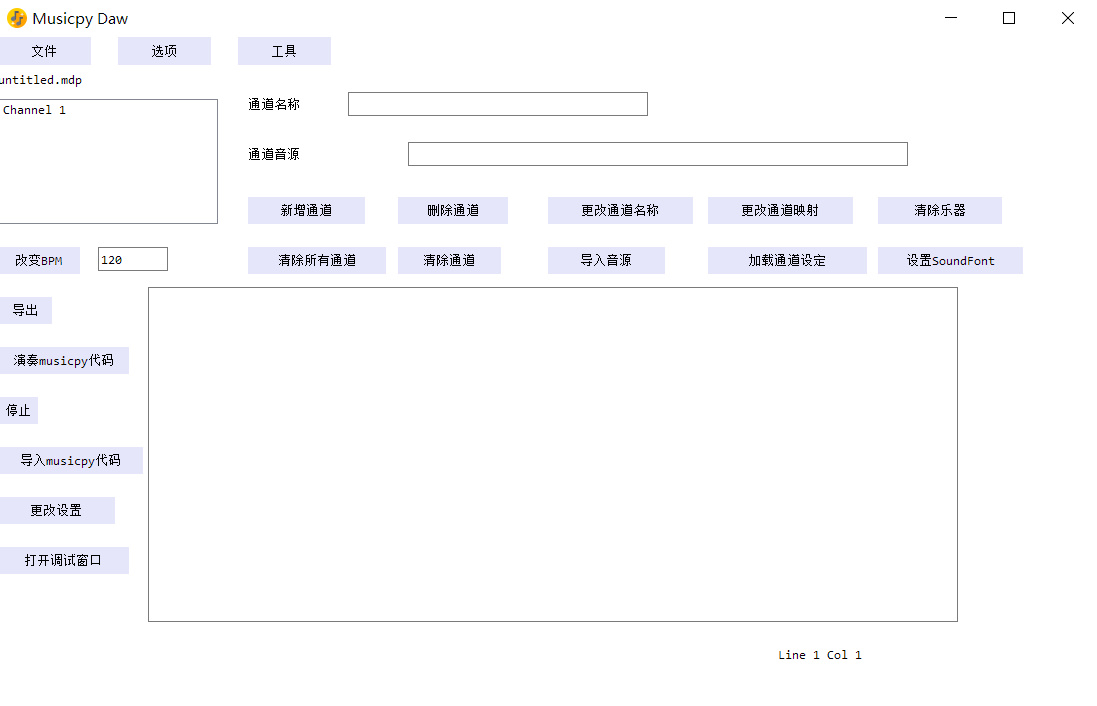 Musicpy Daw
文件 选项 工具
untitled.mdp
Channel 1
通道名称
通道音源
新增通道 删除通道 更改通道名称 更改通道映射 清除乐器
改变BPM 120 清除所有通道 清除通道 导入音源 加载通道设定 设置SoundFont
导出
演奏musicpy代码
停止
导入musicpy代码
更改设置
打开调试窗口
Line 1 Col 1